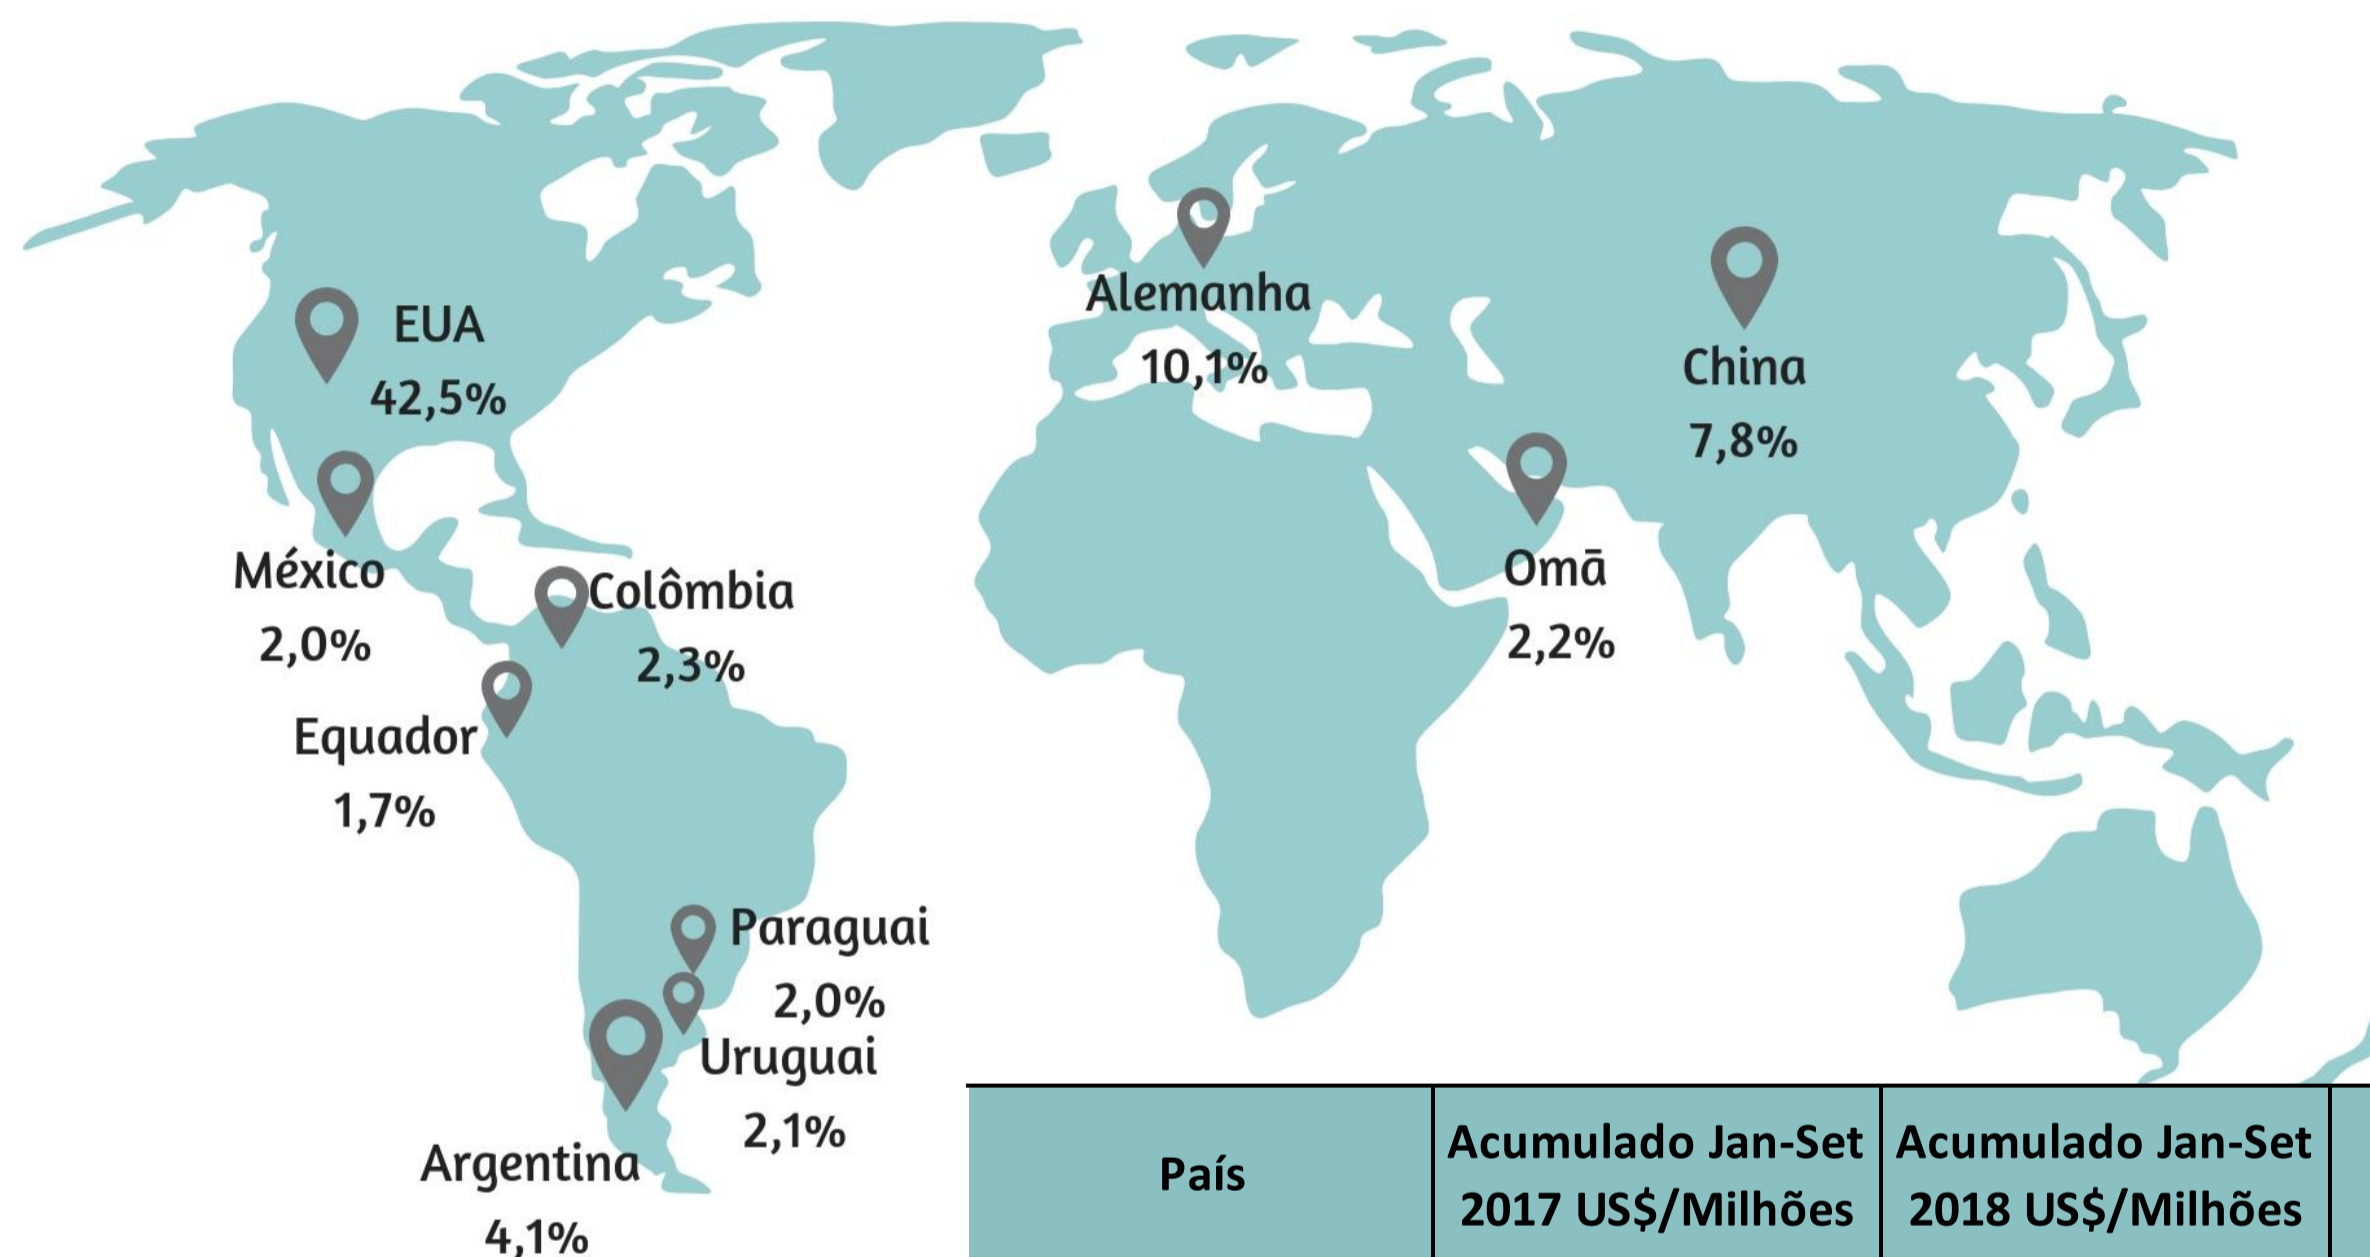 EUA
42,5%
México
2,0%
Colômbia
2,3%
Equador
1,7%
Paraguai
2,0%
Uruguai
2,1%
Argentina
4,1%
Alemanha
10,1%
China
7,8%
Omã
2,2%
País
Acumulado Jan-Set
2017 US$/Milhões
Acumulado Jan-Set
2018 US$/Milhões